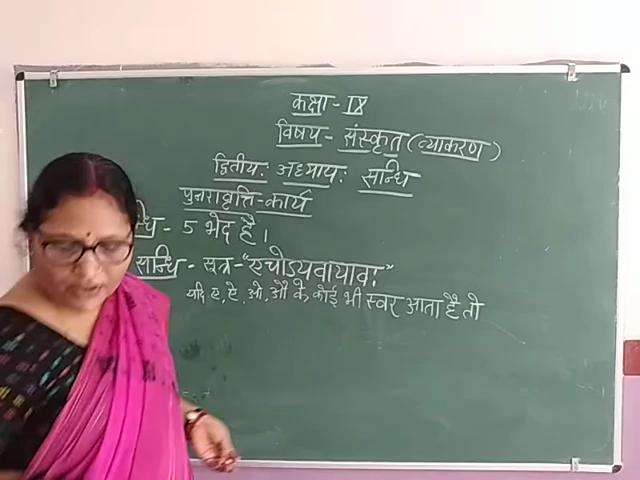 कक्षा - IX
विषय - संस्कृत (व्याकरण)
द्वितीयः अध्यायः सन्धि
पुनरावृत्ति-कार्य
- 5 भेद है।
सन्धि - सूत्र - "एचोऽयवायावः"
यदि ए, ऐ, ओ, औ के कोई भी स्वर आता है तो